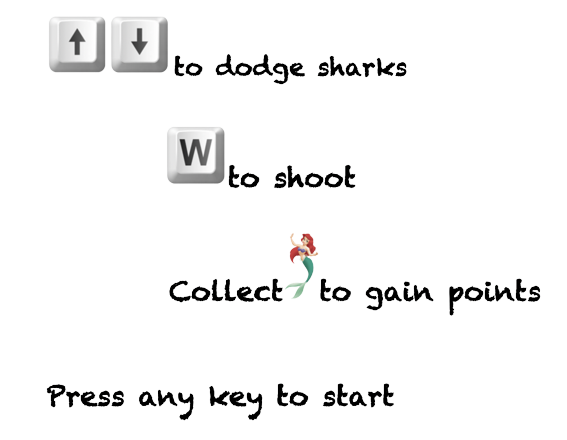 ↑ ↓ to dodge sharks
W to shoot
Collect to gain points
Press any key to start